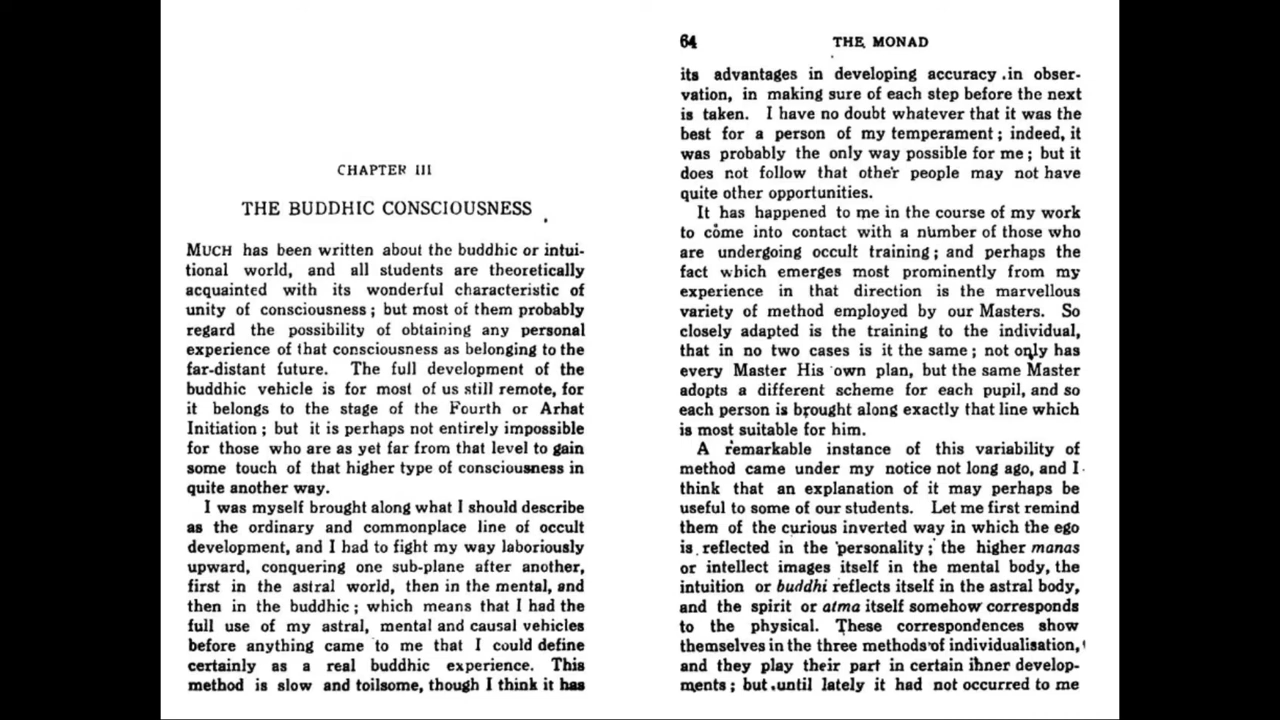 CHAPTER III
THE BUDDHIC CONSCIOUSNESS
MUCH has been written about the buddhic or intui-
tional world, and all students are theoretically
acquainted with its wonderful characteristic of
unity of consciousness; but most of them probably
regard the possibility of obtaining any personal
experience of that consciousness as belonging to the
far-distant future. The full development of the
buddhic vehicle is for most of us still remote, for
it belongs to the stage of the Fourth or Arhat
Initiation; but it is perhaps not entirely impossible
for those who are as yet far from that level to gain
some touch of that higher type of consciousness in
quite another way.
I was myself brought along what I should describe
as the ordinary and commonplace line of occult
development, and I had to fight my way laboriously
upward, conquering one sub-plane after another,
first in the astral world, then in the mental, and
then in the buddhic; which means that I had the
full use of my astral, mental and causal vehicles
before anything came to me that I could define
certainly as a real buddhic experience. This
method is slow and toilsome, though I think it has
64 THE MONAD
its advantages in developing accuracy in obser-
vation, in making sure of each step before the next
is taken. I have no doubt whatever that it was the
best for a person of my temperament; indeed, it
was probably the only way possible for me; but it
does not follow that other people may not have
quite other opportunities.
It has happened to me in the course of my work
to come into contact with a number of those who
are undergoing occult training; and perhaps the
fact which emerges most prominently from my
experience in that direction is the marvellous
variety of method employed by our Masters. So
closely adapted is the training to the individual,
that in no two cases is it the same; not only has
every Master His own plan, but the same Master
adopts a different scheme for each pupil, and so
each person is brought along exactly that line which
is most suitable for him.
A remarkable instance of this variability of
method came under my notice not long ago, and I
think that an explanation of it may perhaps be
useful to some of our students. Let me first remind
them of the curious inverted way in which the ego
is reflected in the personality; the higher manas
or intellect images itself in the mental body, the
intuition or buddhi reflects itself in the astral body,
and the spirit or atma itself somehow corresponds
to the physical. These correspondences show
themselves in the three methods of individualisation,
and they play their part in certain inner develop-
ments; but until lately it had not occurred to me